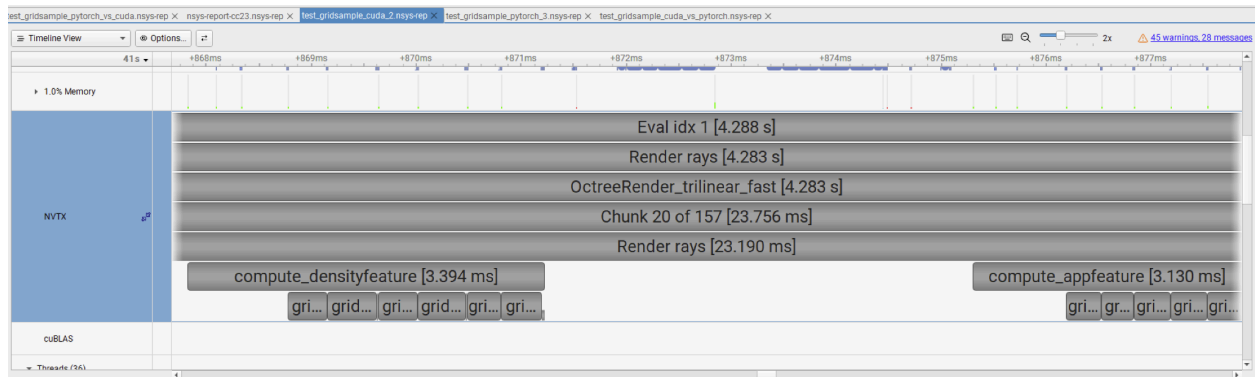 est_gridsample_pytorch_vs_cuda.nsys-rep × nsys-report-cc23.nsys-rep × test_gridsample_cuda_2.nsys-rep × test_gridsample_pytorch_3.nsys-rep × test_gridsample_cuda_vs_pytorch.nsys-rep ×
Timeline View Options... 2x 45 warnings, 28 messages
41s +868ms +869ms +870ms +871ms +872ms +873ms +874ms +875ms +876ms +877ms
1.0% Memory
Eval idx 1 [4.288 s]
Render rays [4.283 s]
OctreeRender_trilinear_fast [4.283 s]
NVTX Chunk 20 of 157 [23.756 ms]
Render rays [23.190 ms]
compute_densityfeature [3.394 ms] compute_appfeature [3.130 ms]
gri... grid... gri... grid... gri... gri... gri... gr... gri... gri... gri...
cuBLAS
Threads (36)